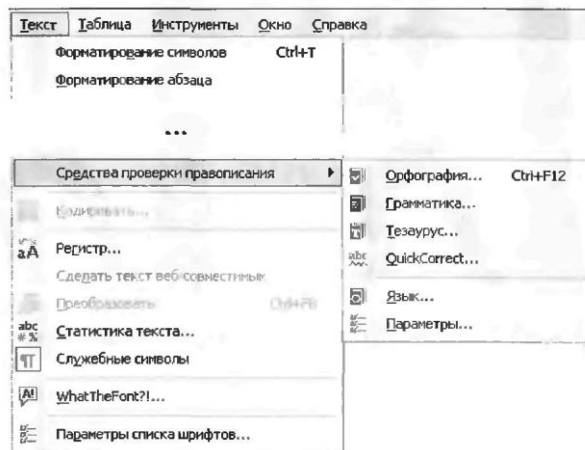 Текст Таблица Инструменты Окно Справка
Форматирование символов Ctrl+T
Форматирование абзаца
...
Средства проверки правописания
Кодировать...
Регистр...
Сделать текст веб-совместимым
Преобразовать Ctrl+F8
Статистика текста...
Служебные символы
WhatTheFont?!...
Параметры списка шрифтов...
Орфография... Ctrl+F12
Грамматика...
Тезаурус...
QuickCorrect...
Язык...
Параметры...